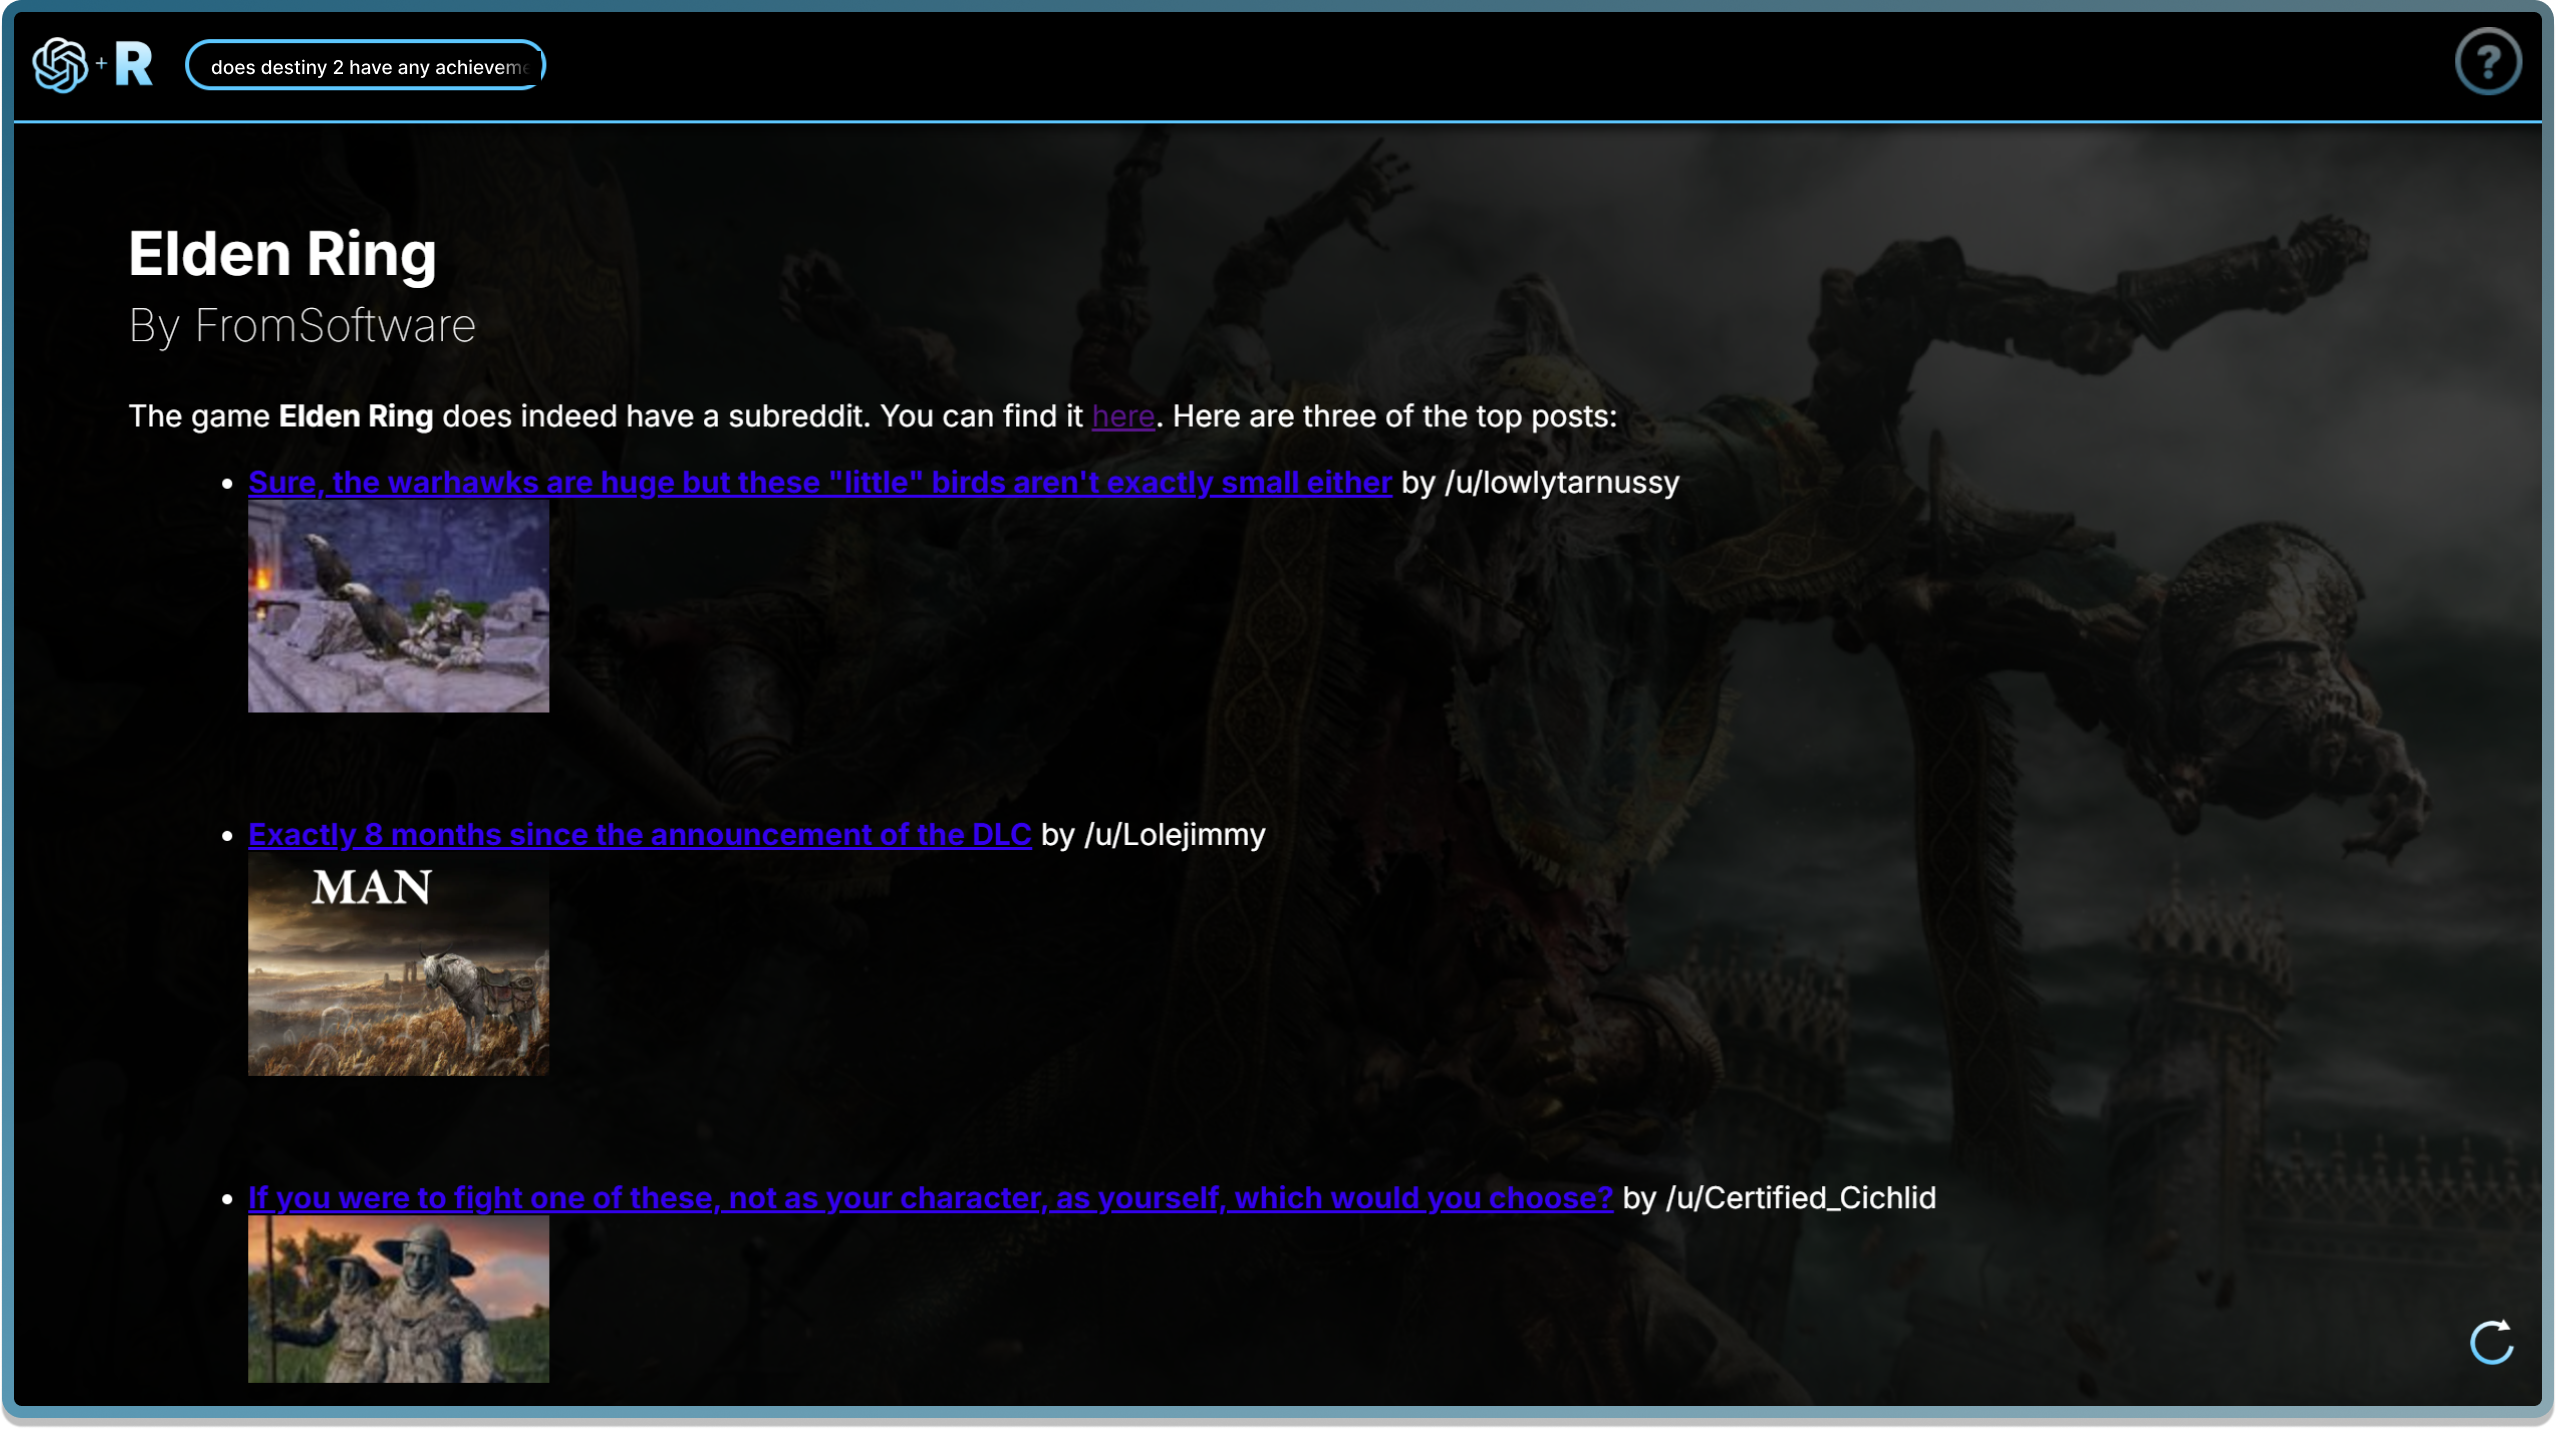 + R
does destiny 2 have any achievem
?
Elden Ring
By FromSoftware
The game Elden Ring does indeed have a subreddit. You can find it here. Here are three of the top posts:
• Sure, the warhawks are huge but these "little" birds aren't exactly small either by /u/lowlytarnussy
• Exactly 8 months since the announcement of the DLC by /u/Lolejimmy
MAN
• If you were to fight one of these, not as your character, as yourself, which would you choose? by /u/Certified_Cichlid